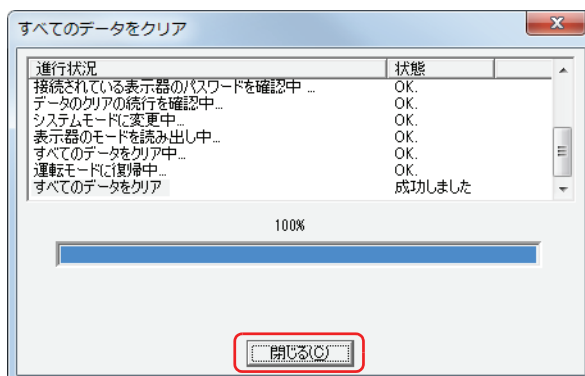 すべてのデータをクリア
進行状況 状態
接続されている表示器のパスワードを確認中 ... OK.
データのクリアの続行を確認中... OK.
システムモードに変更中... OK.
表示器のモードを読み出し中... OK.
すべてのデータをクリア中... OK.
運転モードに復帰中... OK.
すべてのデータをクリア 成功しました
100%
閉じる(C)